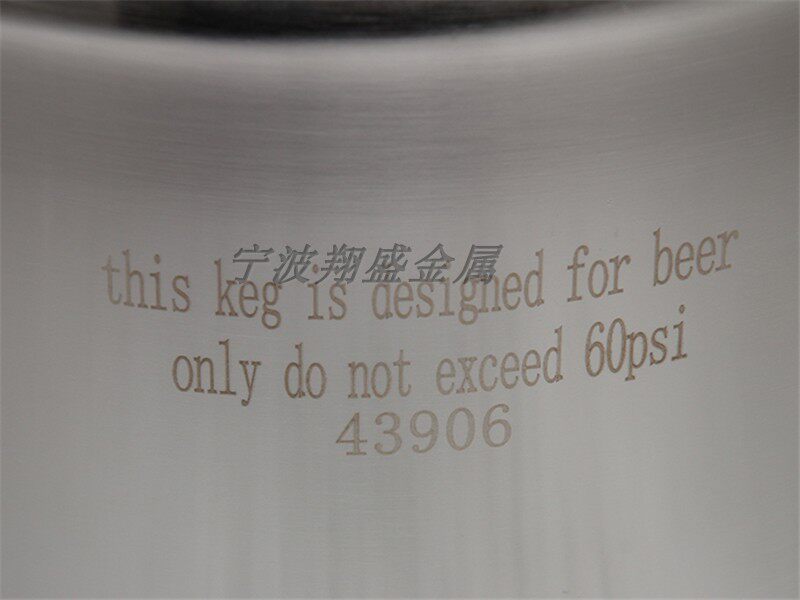 宁波翔盛金属
this keg is designed for beer
only do not exceed 60psi
43906